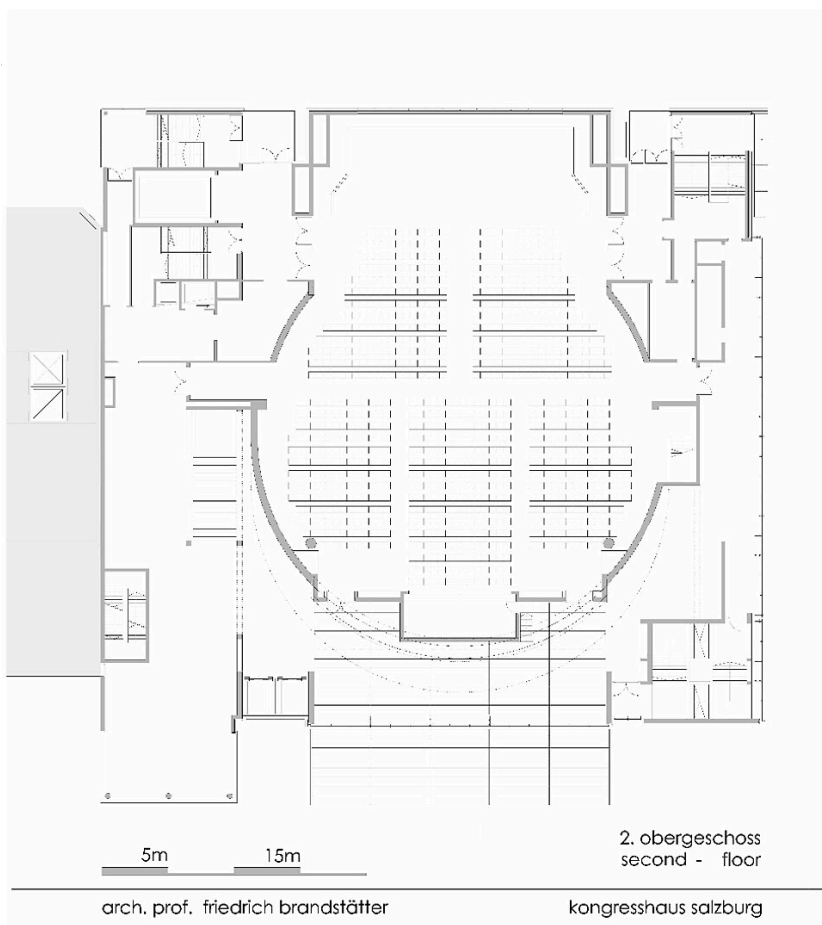 5m 15m
2. obergeschoss
second - floor
arch. prof. friedrich brandstätter kongresshaus salzburg